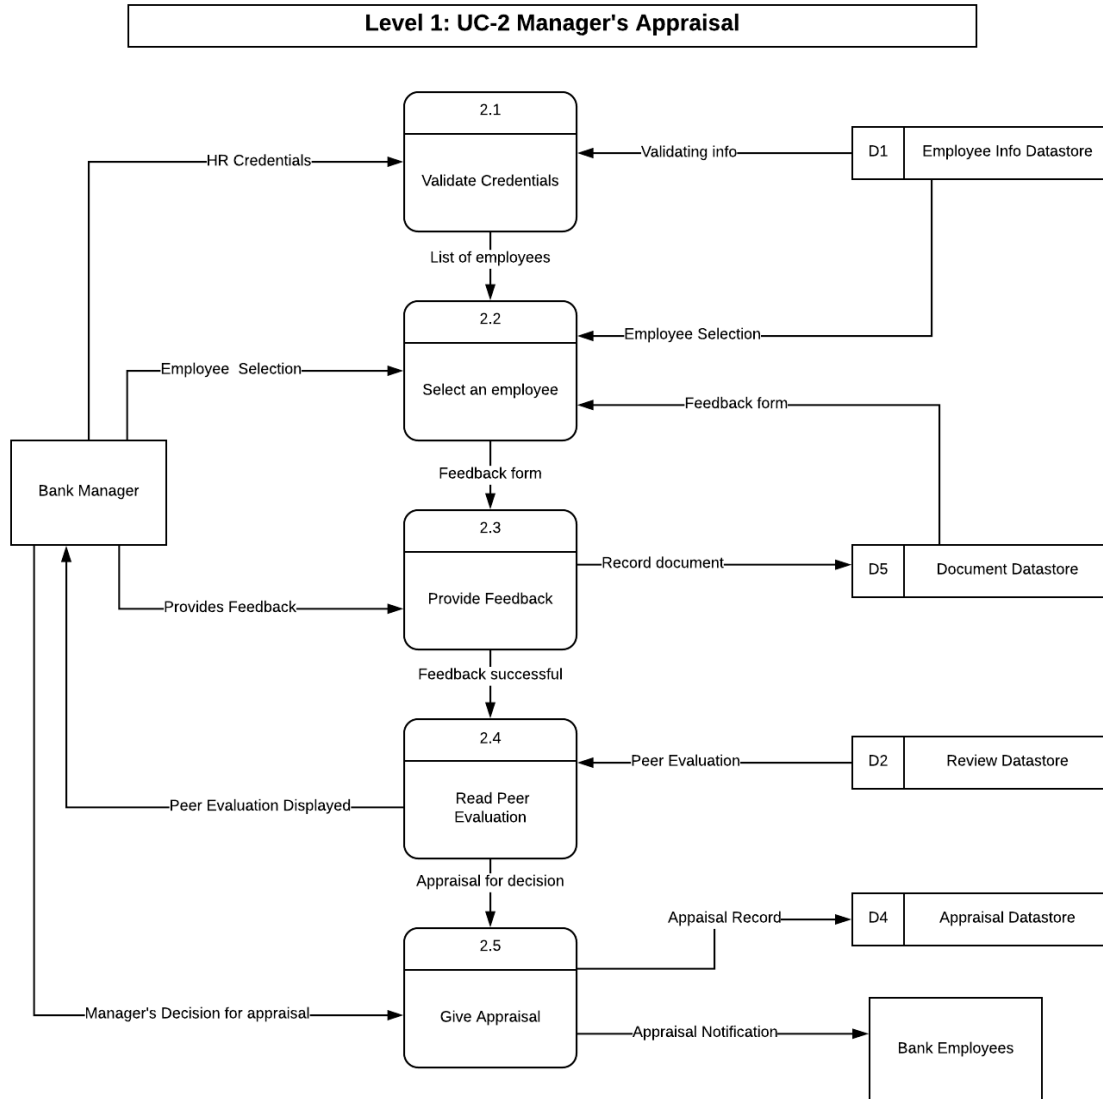 Level 1: UC-2 Manager's Appraisal
2.1
HR Credentials
Validating info
D1
Employee Info Datastore
Validate Credentials
List of employees
2.2
Employee Selection
Employee  Selection
Select an employee
Feedback form
Feedback form
Bank Manager
2.3
Record document
D5
Document Datastore
Provide Feedback
Provides Feedback
Feedback successful
2.4
Peer Evaluation
D2
Review Datastore
Read Peer
Evaluation
Peer Evaluation Displayed
Appraisal for decision
Appaisal Record
D4
Appraisal Datastore
2.5
Manager's Decision for appraisal
Give Appraisal
Appraisal Notification
Bank Employees